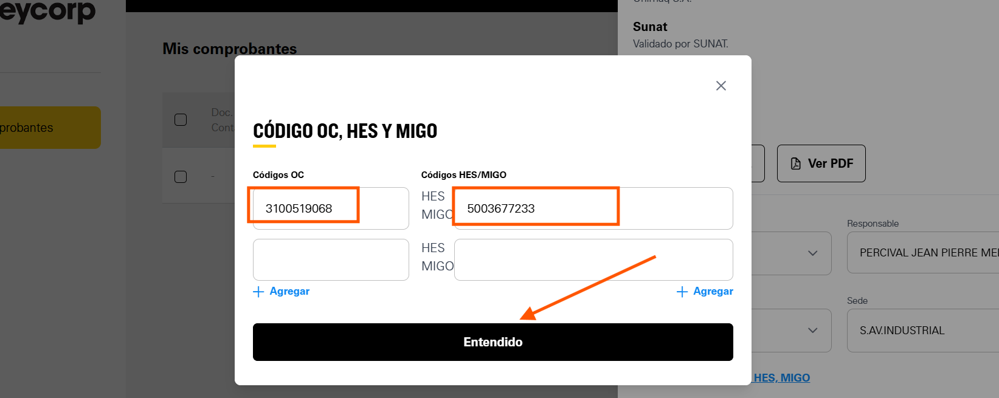 eycorp
Mis comprobantes
Sunat
Validado por SUNAT.
probantes
Doc.
-
CÓDIGO OC, HES Y MIGO
Códigos OC
Códigos HES/MIGO
3100519068
HES
MIGO
5003677233
HES
MIGO
Agregar
Agregar
Entendido
Ver PDF
Responsable
PERCIVAL JEAN PIERRE
Sede
S.AV.INDUSTRIAL
HES, MIGO